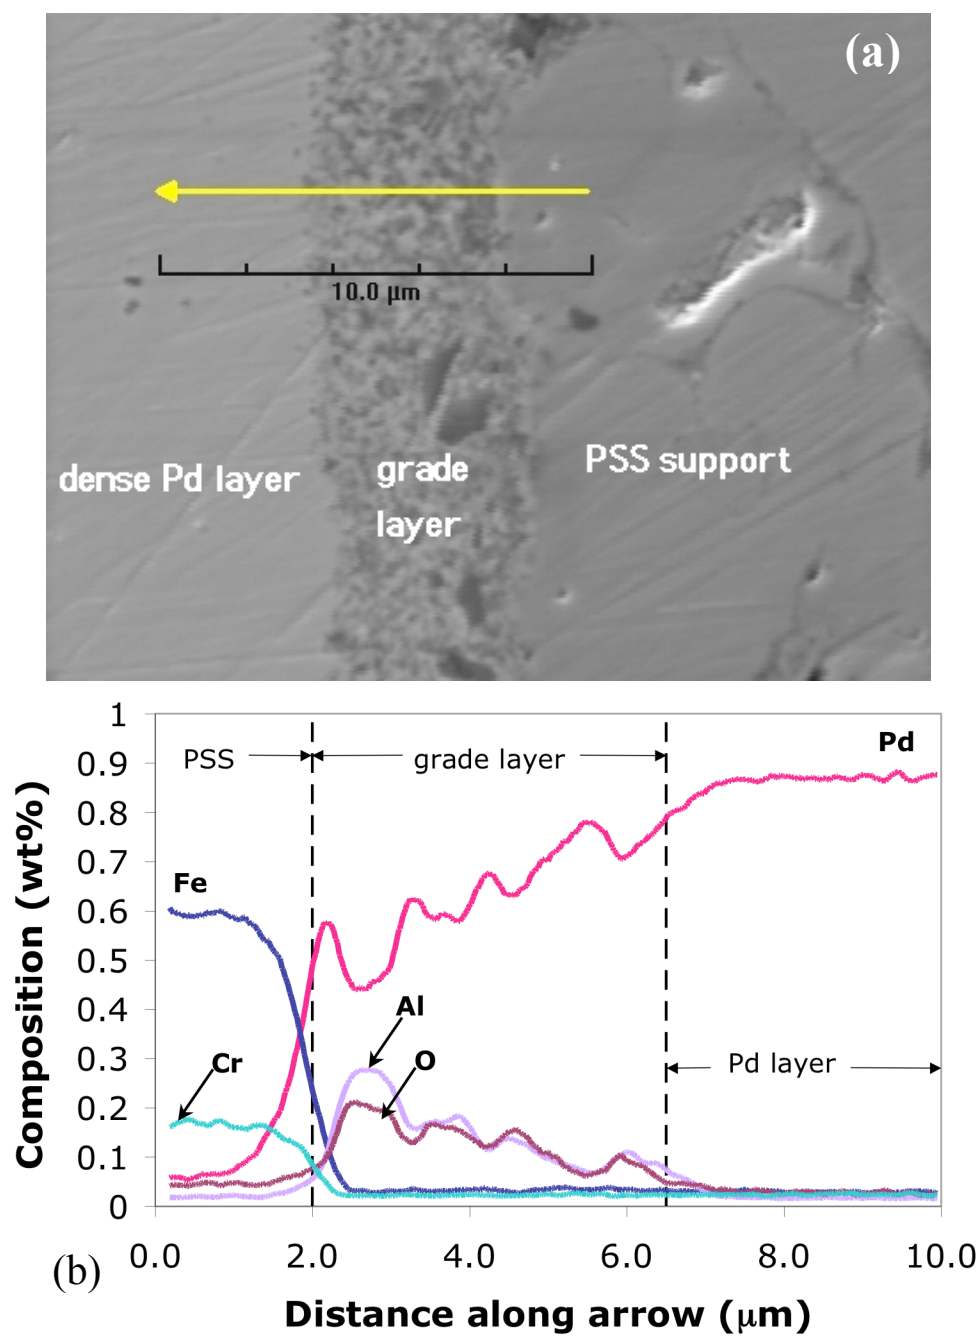 (a)
10.0 μm
dense Pd layer
grade
layer
PSS support
1
0.9
0.8
0.7
0.6
0.5
0.4
0.3
0.2
0.1
0
PSS
grade layer
Pd
Fe
Al
O
Cr
Pd layer
Composition (wt%)
0.0 2.0 4.0 6.0 8.0 10.0
(b)
Distance along arrow (μm)